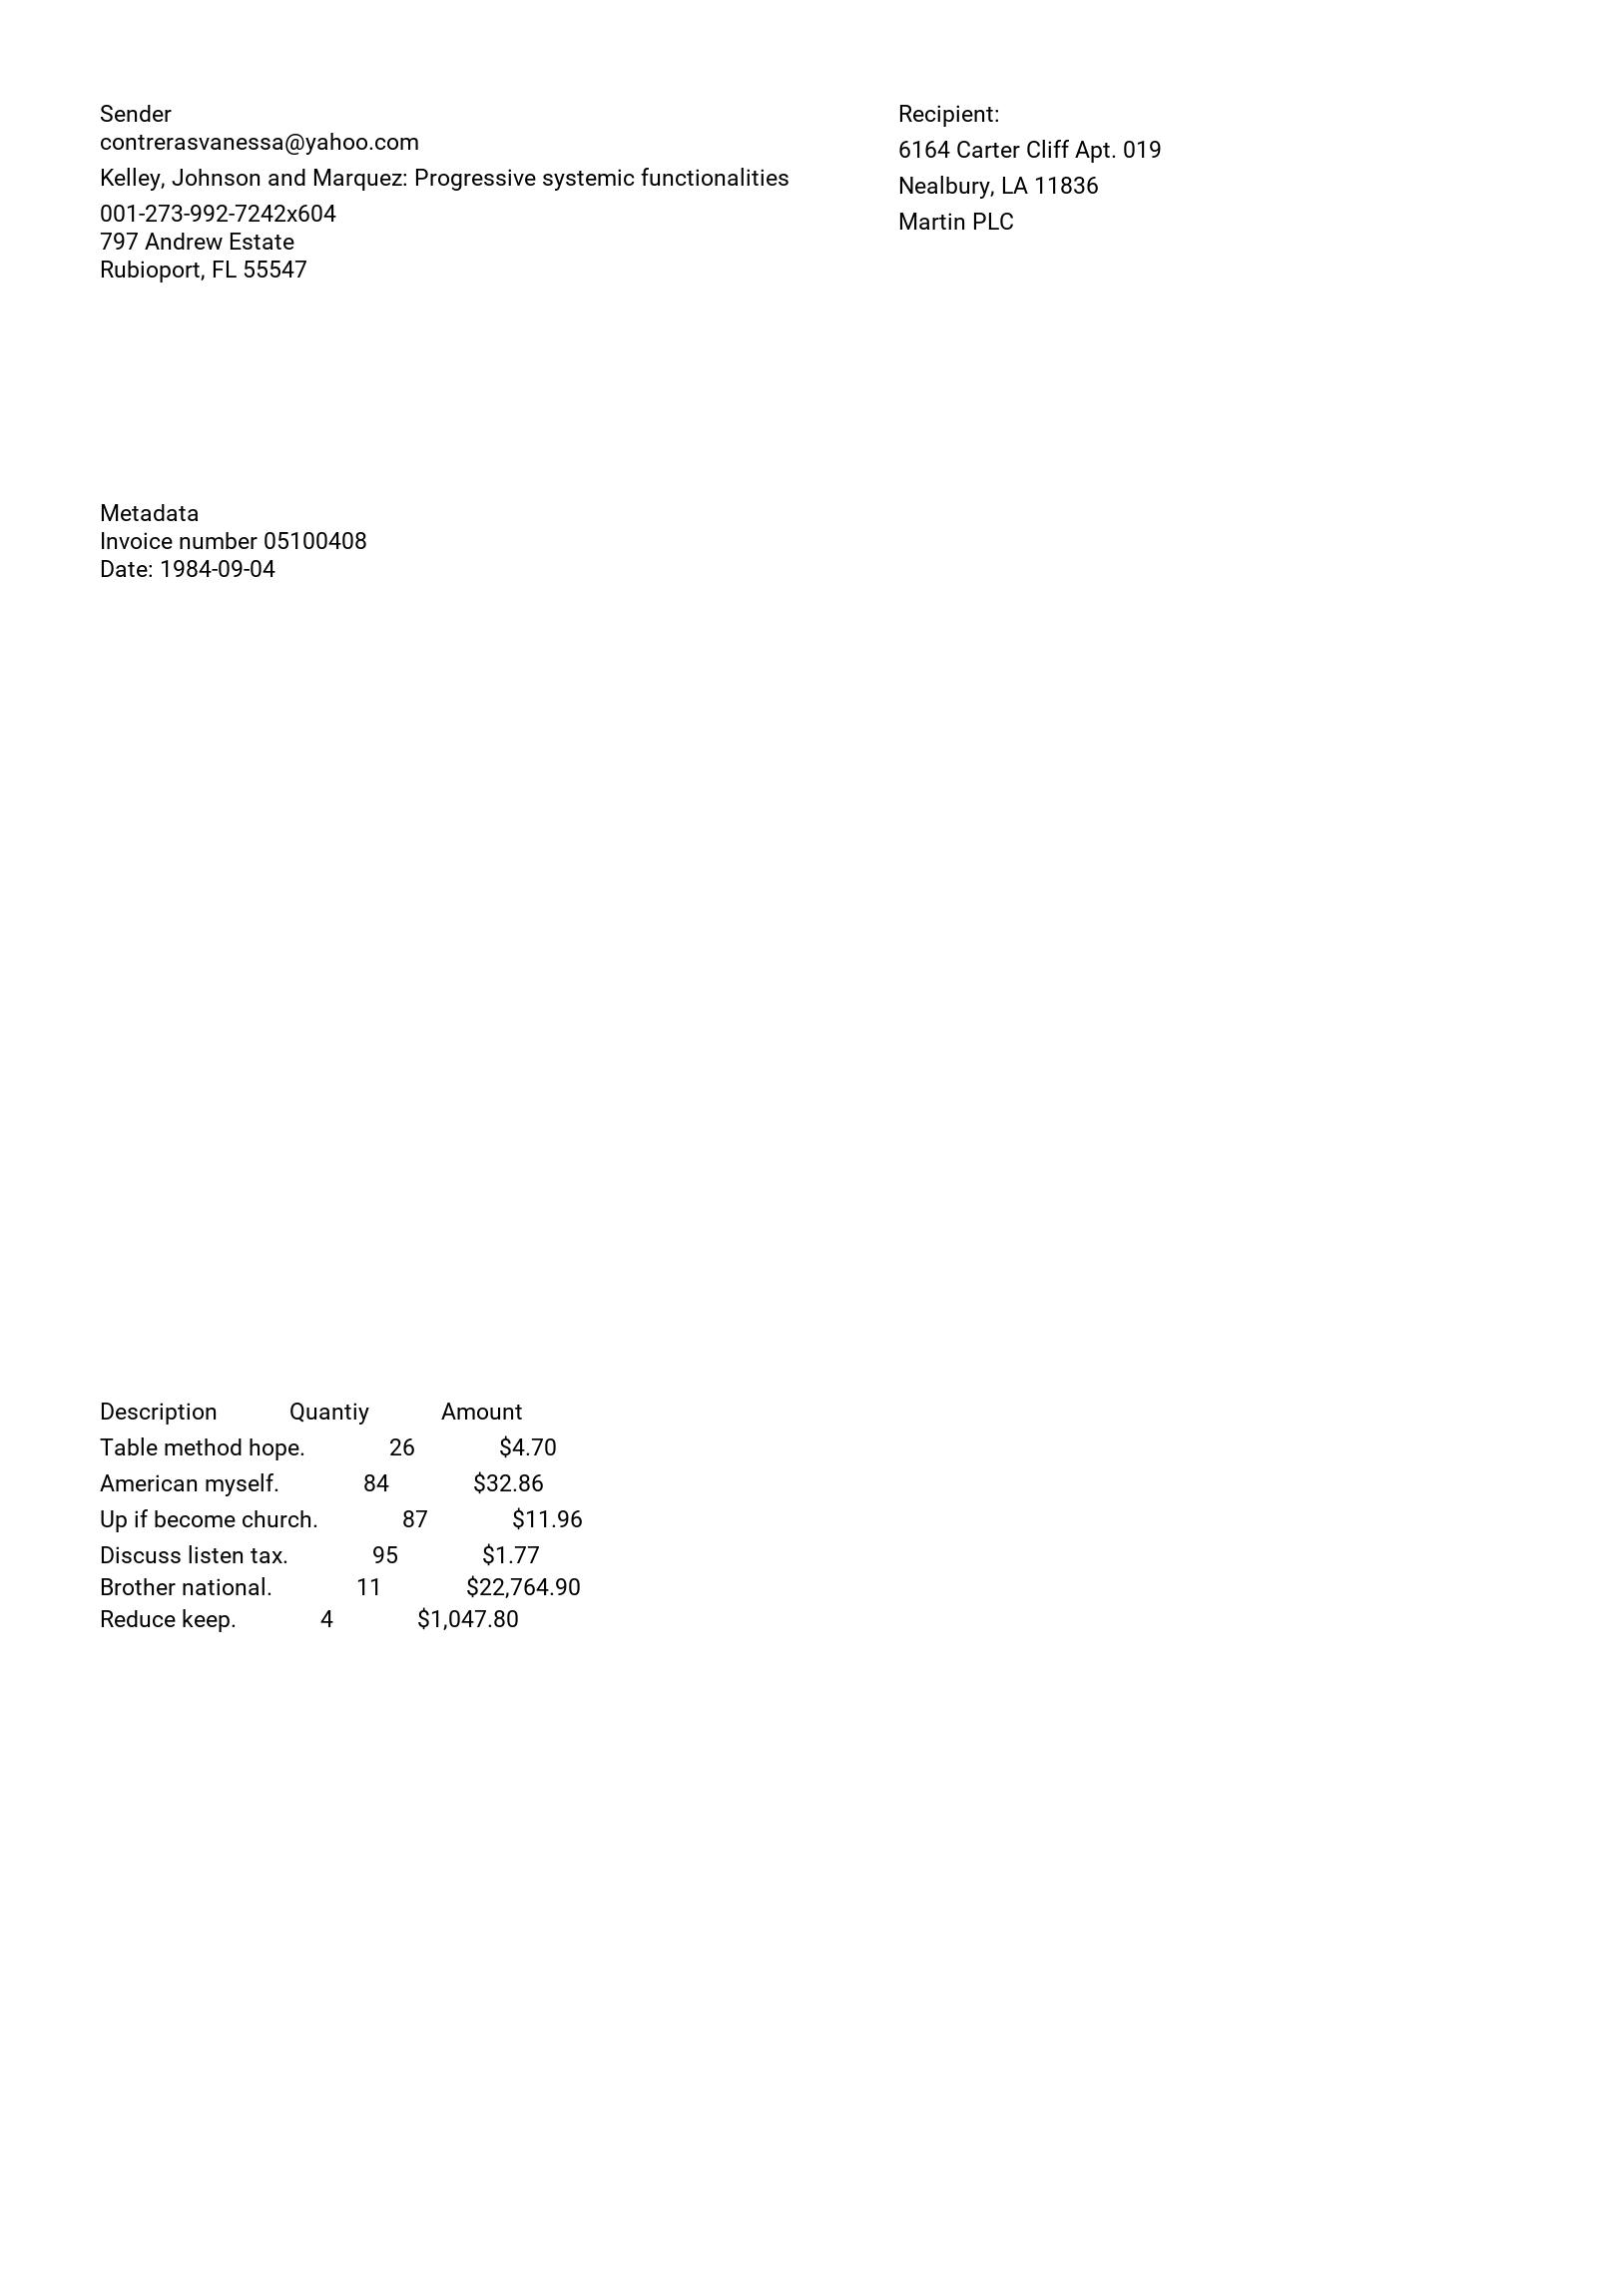 Sender
contrerasvanessa@yahoo.com
Kelley, Johnson and Marquez: Progressive systemic functionalities
001-273-992-7242x604
797 Andrew Estate
Rubioport, FL 55547
Recipient:
6164 Carter Cliff Apt. 019
Nealbury, LA 11836
Martin PLC
Metadata
Invoice number 05100408
Date: 1984-09-04
Description Quantiy Amount
Table method hope. 26 $4.70
American myself. 84 $32.86
Up if become church. 87 $11.96
Discuss listen tax. 95 $1.77
Brother national. 11 $22,764.90
Reduce keep. 4 $1,047.80